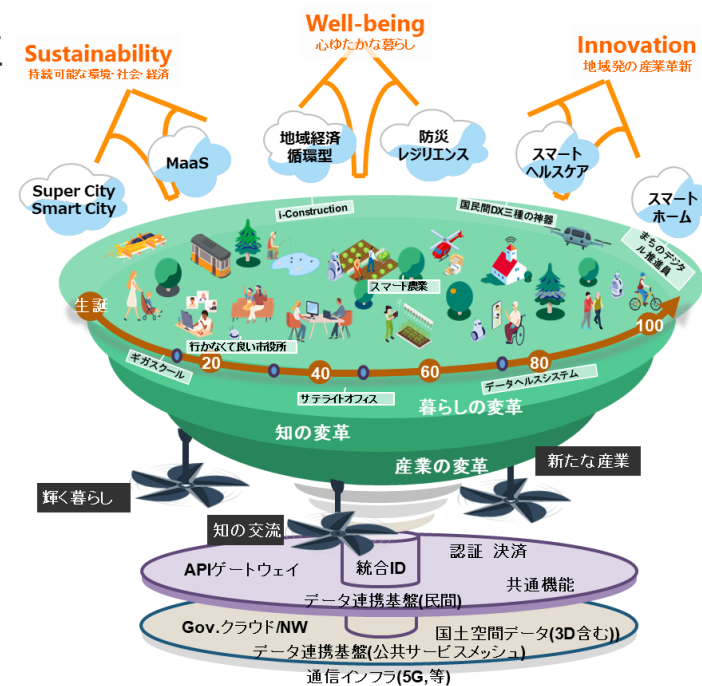 Well-being
心ゆたかな暮らし
Sustainability
持続可能な環境・社会・経済
Innovation
地域発の産業革新
MaaS
地域経済
循環型
防災
レジリエンス
スマート
ヘルスケア
Super City
Smart City
スマート
ホーム
i-Construction
国民間DX三種の神器
まちのデジタ
ル推進員
スマート農業
生誕
行かなくて良い市役所
ギガスクール
20
40
60
80
100
サテライトオフィス
データヘルスシステム
暮らしの変革
知の変革
産業の変革
新たな産業
輝く暮らし
知の交流
認証 決済
APIゲートウェイ
統合ID
共通機能
データ連携基盤(民間)
Gov.クラウド/NW
国土空間データ(3D含む))
データ連携基盤(公共サービスメッシュ)
通信インフラ(5G,等)